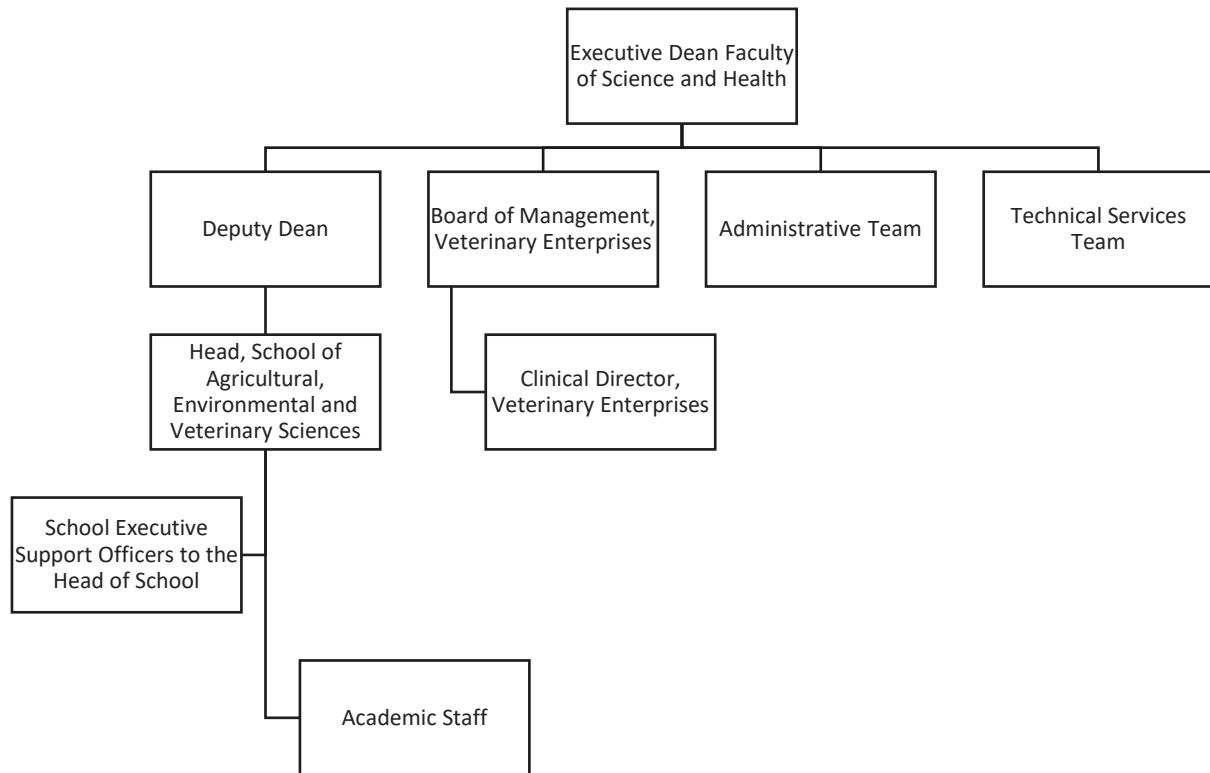 Executive Dean Faculty
of Science and Health
Deputy Dean
Board of Management,
Veterinary Enterprises
Administrative Team
Technical Services
Team
Head, School of
Agricultural,
Environmental and
Veterinary Sciences
Clinical Director,
Veterinary Enterprises
School Executive
Support Officers to the
Head of School
Academic Staff